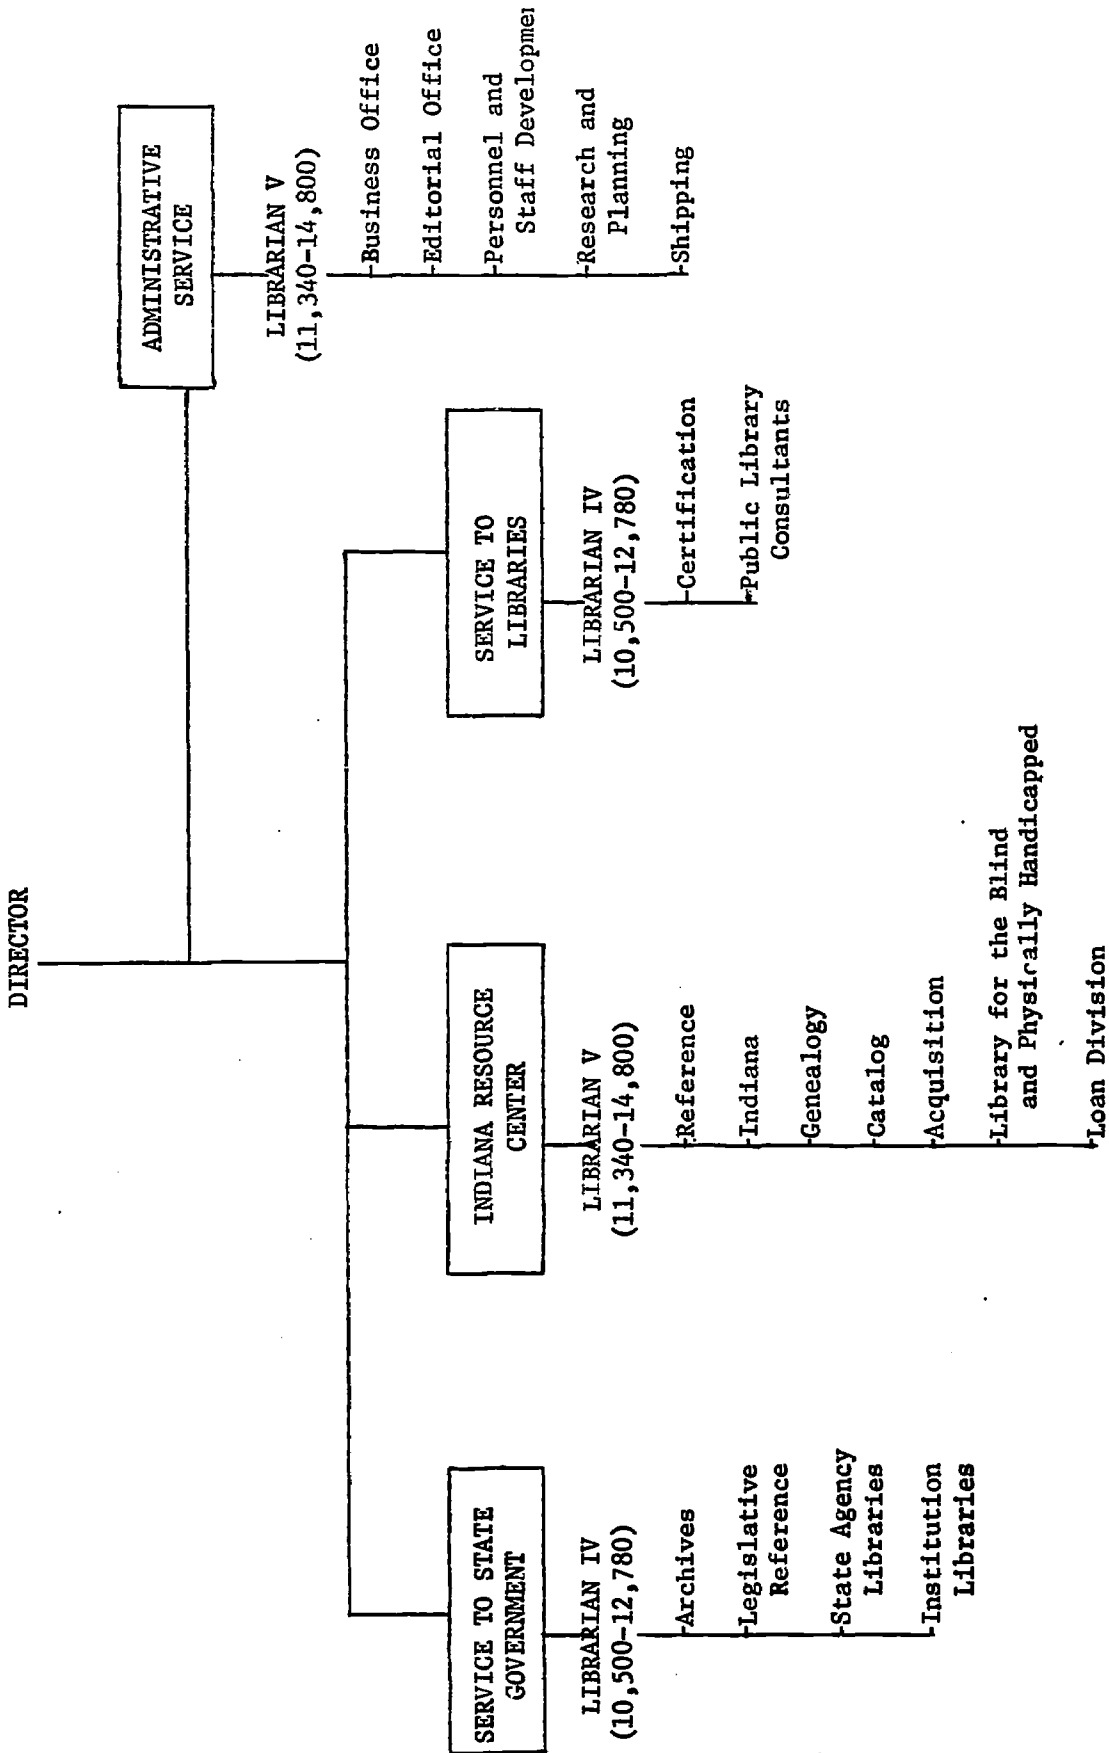 DIRECTOR
ADMINISTRATIVE
SERVICE
LIBRARIAN V
(11,340-14,800)
Business Office
Editorial Office
Personnel and
Staff Developmen
Research and
Planning
Shipping
SERVICE TO STATE
GOVERNMENT
LIBRARIAN IV
(10,500-12,780)
Archives
Legislative
Reference
State Agency
Libraries
Institution
Libraries
INDIANA RESOURCE
CENTER
LIBRARIAN V
(11,340-14,800)
Reference
Indiana
Genealogy
Catalog
Acquisition
Library for the Blind
and Physically Handicapped
Loan Division
SERVICE TO
LIBRARIES
LIBRARIAN IV
(10,500-12,780)
Certification
Public Library
Consultants